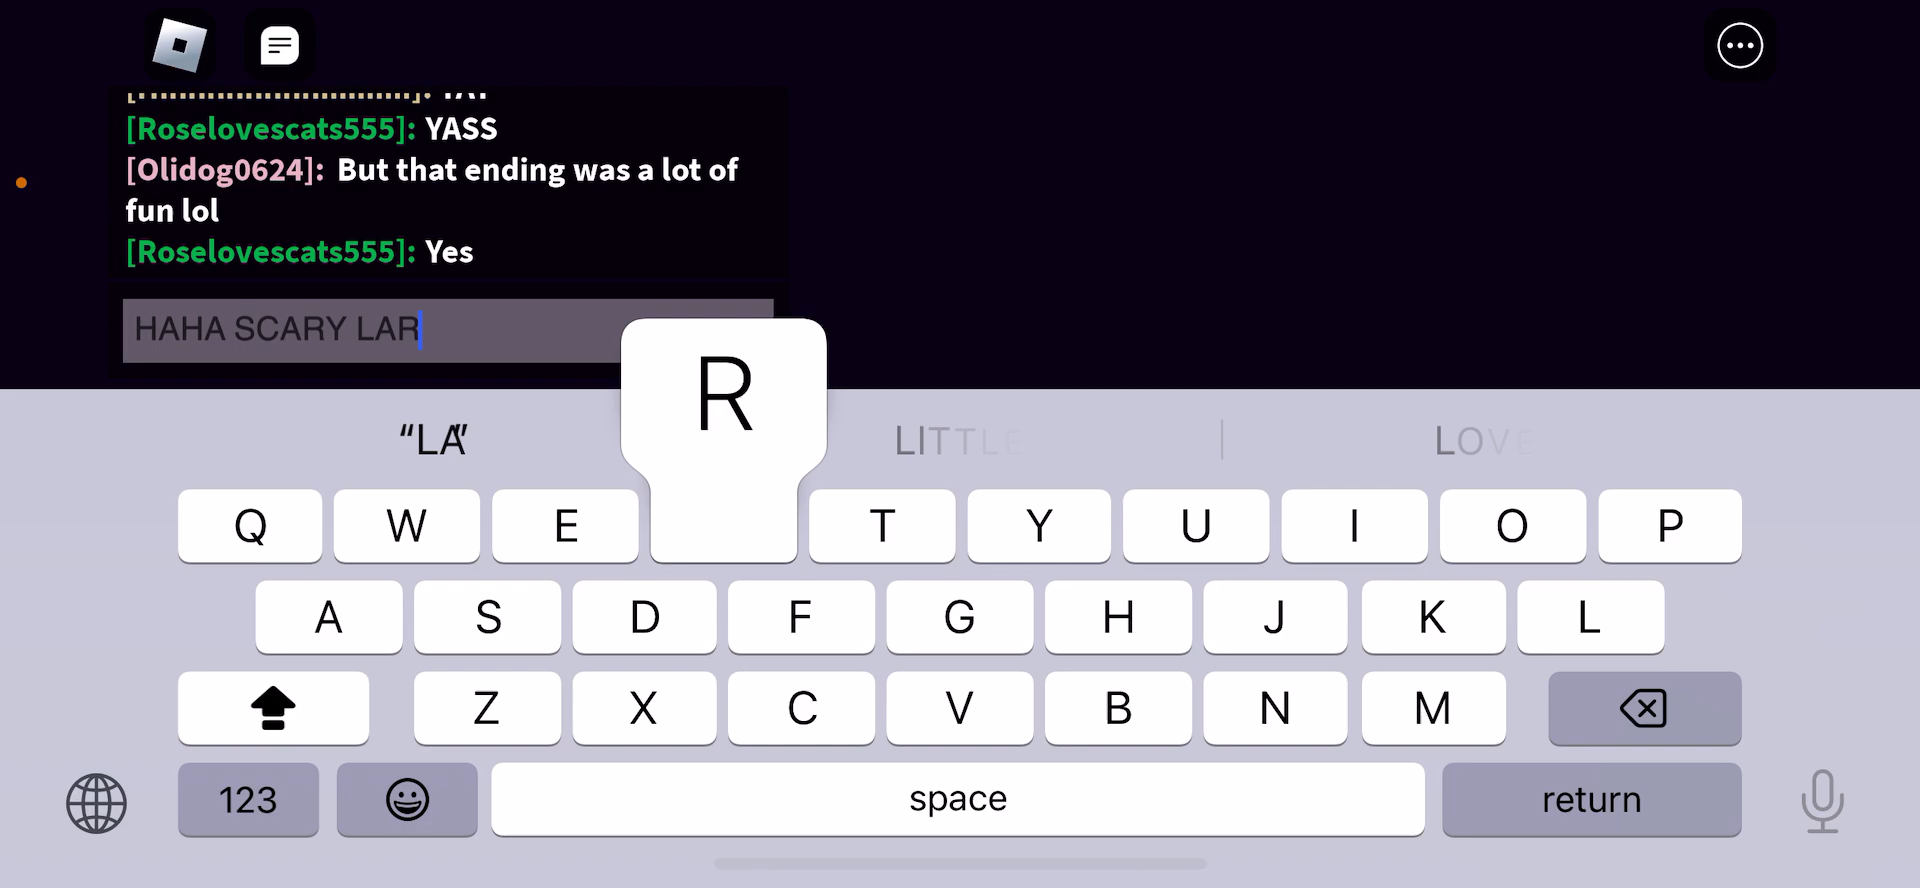 [Roselovescats555]: YASS
[Olidog0624]: But that ending was a lot of
fun lol
[Roselovescats555]: Yes
HAHA SCARY LAR
R
“LA” LITTLE LOVE
Q W E T Y U I O P
A S D F G H J K L
Z X C V B N M
123 space return